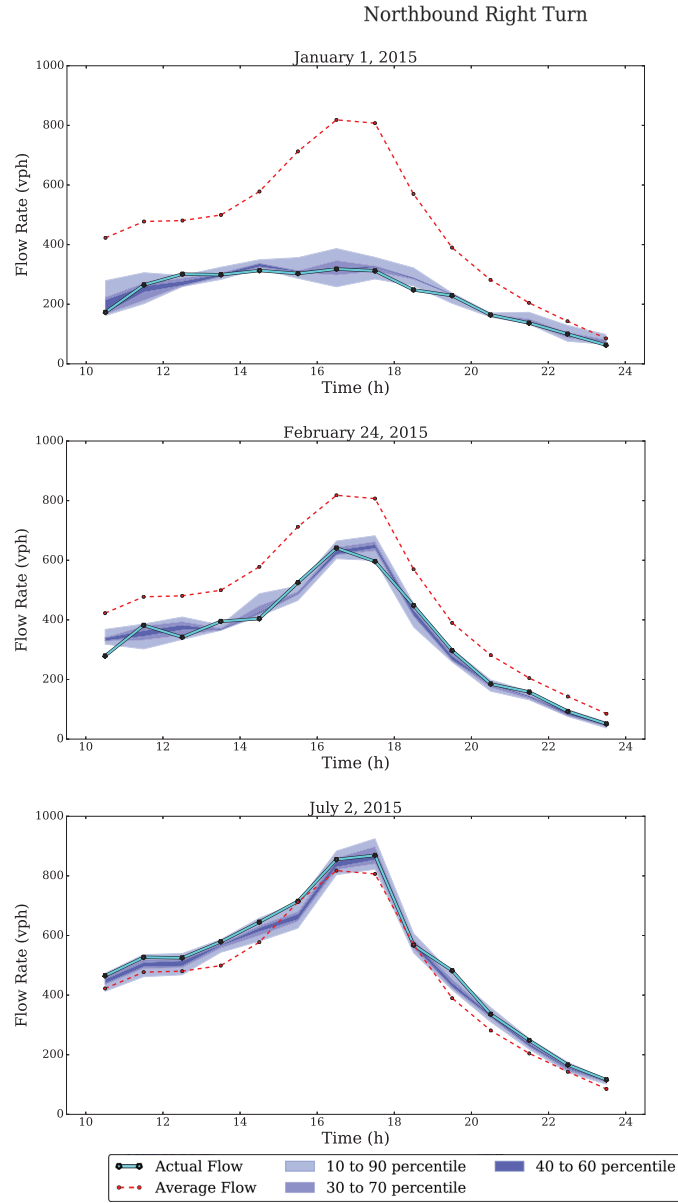 Northbound Right Turn
January 1, 2015
1000
800
600
400
200
0
Flow Rate (vph)
10 12 14 16 18 20 22 24
Time (h)
February 24, 2015
1000
800
600
400
200
0
Flow Rate (vph)
10 12 14 16 18 20 22 24
Time (h)
July 2, 2015
1000
800
600
400
200
0
Flow Rate (vph)
10 12 14 16 18 20 22 24
Time (h)
Actual Flow 10 to 90 percentile 40 to 60 percentile
Average Flow 30 to 70 percentile